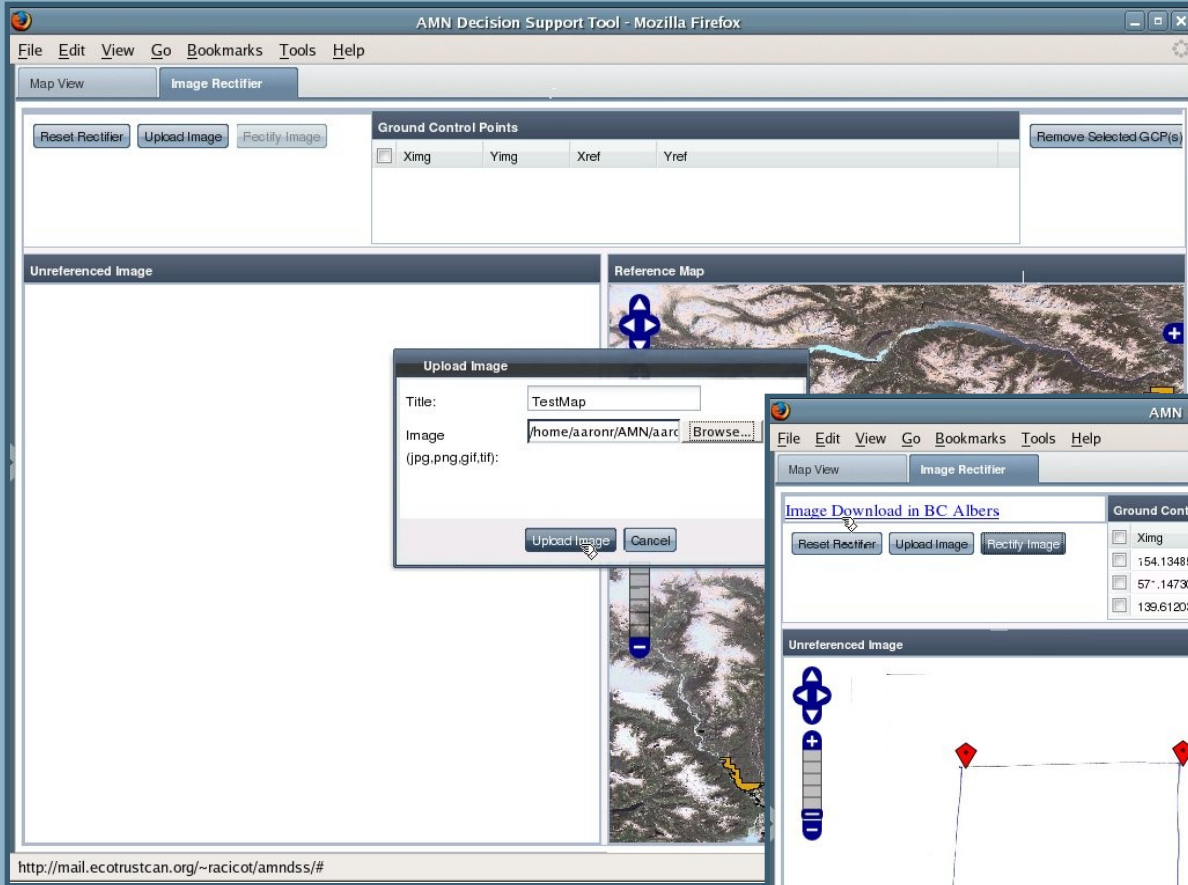 AMN Decision Support Tool - Mozilla Firefox
File Edit View Go Bookmarks Tools Help
Map View Image Rectifier
Reset Rectifier Upload Image Rectify Image
Ground Control Points
Ximg Yimg Xref Yref
Remove Selected GCP(s)
Unreferenced Image
Reference Map
Upload Image
Title: TestMap
Image /home/aaronr/AMN/aarc Browse...
(jpg,png,gif,tif):
Upload Image Cancel
http://mail.ecotrustcan.org/~racicot/amndss/#
AMN
File Edit View Go Bookmarks Tools Help
Map View Image Rectifier
Image Download in BC Albers
Reset Rectifier Upload Image Rectify Image
Ground Cont
Ximg
139.6120
Unreferenced Image